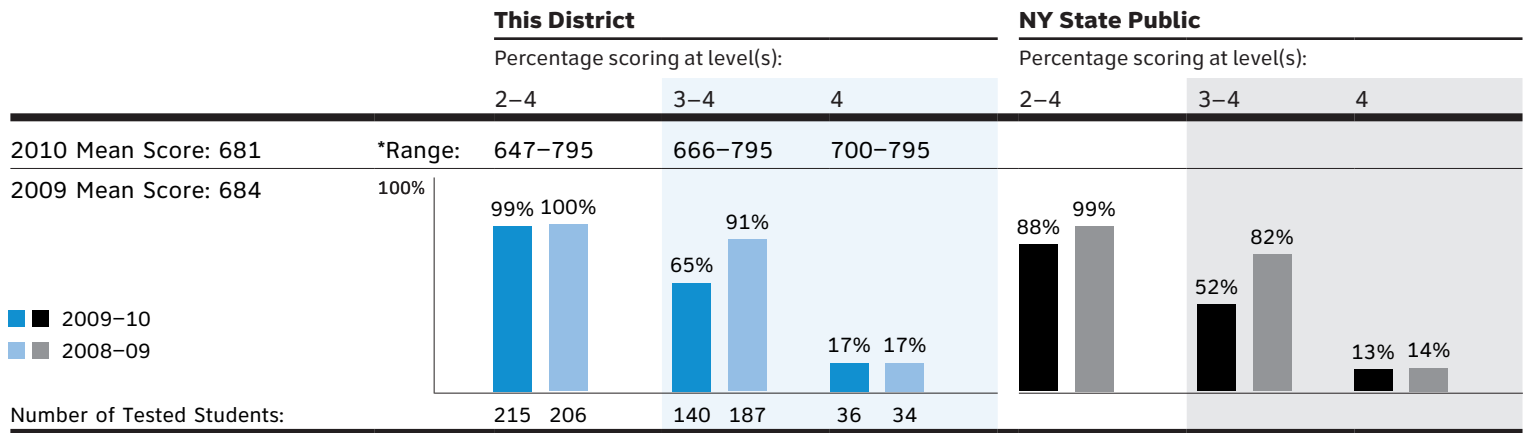 This District NY State Public
Percentage scoring at level(s): Percentage scoring at level(s):
2–4 3–4 4 2–4 3–4 4
2010 Mean Score: 681 *Range: 647–795 666–795 700–795
2009 Mean Score: 684 100%
99% 100% 91% 88% 99% 82%
65% 52%
17% 17% 13% 14%
2009–10
2008–09
Number of Tested Students: 215 206 140 187 36 34